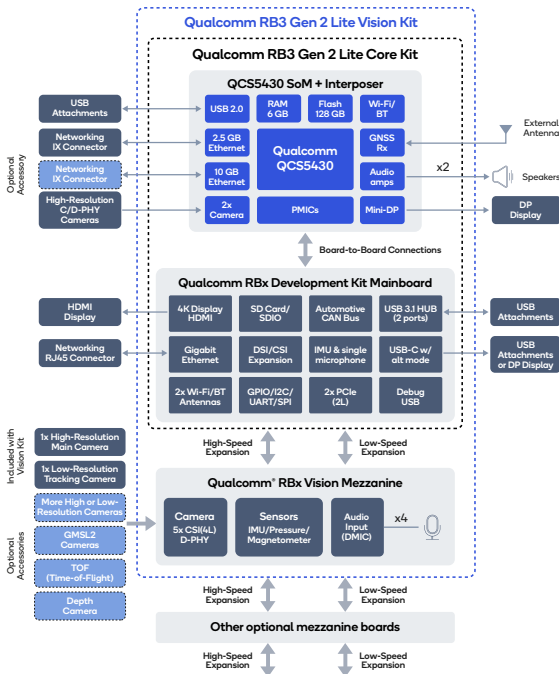 Qualcomm RB3 Gen 2 Lite Vision Kit
Qualcomm RB3 Gen 2 Lite Core Kit
QCS5430 SoM + Interposer
USB
Attachments
USB 2.0
RAM
6 GB
Flash
128 GB
Wi-Fi/
BT
Networking
IX Connector
2.5 GB
Ethernet
Qualcomm
QCS5430
GNSS
Rx
External
Antenna
Optional
Accessory
Networking
IX Connector
10 GB
Ethernet
Audio
amps
x2
Speakers
High-Resolution
C/D-PHY
Cameras
2x
Camera
PMICs
Mini-DP
DP
Display
Board-to-Board Connections
Qualcomm RBx Development Kit Mainboard
HDMI
Display
4K Display
HDMI
SD Card/
SDIO
Automotive
CAN Bus
USB 3.1 HUB
(2 ports)
USB
Attachments
Networking
RJ45 Connector
Gigabit
Ethernet
DSI/CSI
Expansion
IMU & single
microphone
USB-C w/
alt mode
USB
Attachments
or DP Display
2x Wi-Fi/BT
Antennas
GPIO/I2C/
UART/SPI
2x PCIe
(2L)
Debug
USB
High-Speed
Expansion
Low-Speed
Expansion
Included with
Vision Kit
1x High-Resolution
Main Camera
1x Low-Resolution
Tracking Camera
Optional
Accessories
More High or Low-
Resolution Cameras
GMSL2
Cameras
TOF
(Time-of-Flight)
Depth
Camera
Qualcomm® RBx Vision Mezzanine
Camera
5x CSI(4L)
D-PHY
Sensors
IMU/Pressure/
Magnetometer
Audio
Input
(DMIC)
x4
High-Speed
Expansion
Low-Speed
Expansion
Other optional mezzanine boards
High-Speed
Expansion
Low-Speed
Expansion